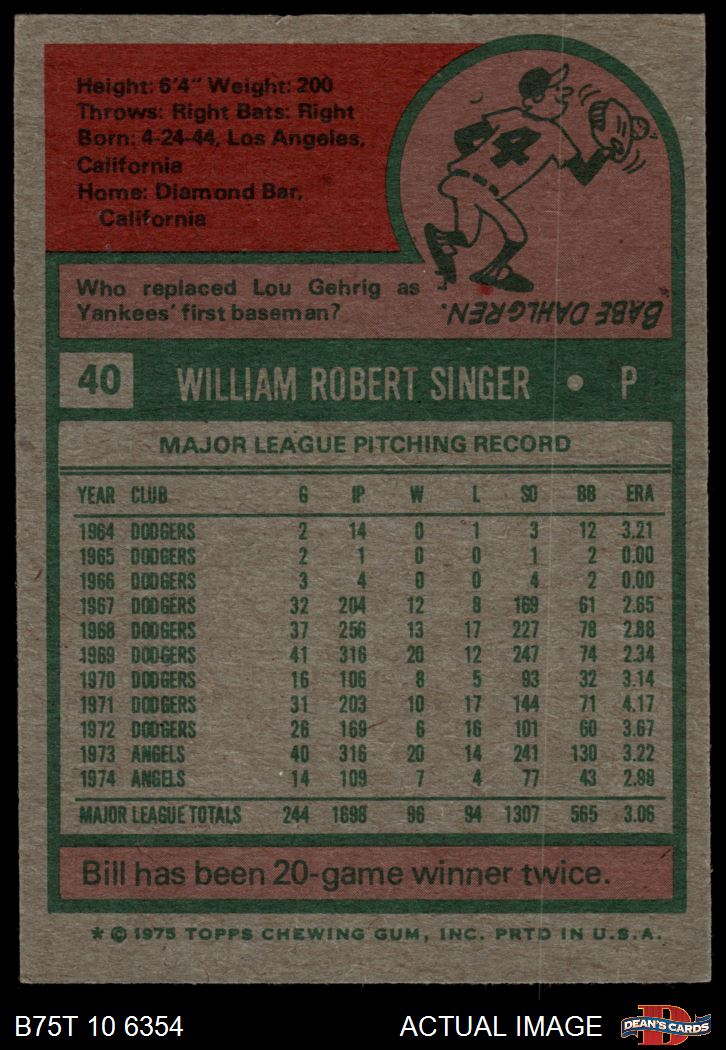 Height: 6'4" Weight: 200
Throws: Right Bats: Right
Born: 4-24-44, Los Angeles,
California
Home: Diamond Bar,
California
4
Who replaced Lou Gehrig as
Yankees' first baseman?
BABE DAHLGREN.
40 WILLIAM ROBERT SINGER • P
MAJOR LEAGUE PITCHING RECORD
YEAR CLUB G IP W L SO BB ERA
1964 DODGERS 2 14 0 1 3 12 3.21
1965 DODGERS 2 1 0 0 1 2 0.00
1966 DODGERS 3 4 0 0 4 2 0.00
1967 DODGERS 32 204 12 8 169 61 2.65
1968 DODGERS 37 256 13 17 227 78 2.88
1969 DODGERS 41 316 20 12 247 74 2.34
1970 DODGERS 16 106 8 5 93 32 3.14
1971 DODGERS 31 203 10 17 144 71 4.17
1972 DODGERS 26 169 6 16 101 60 3.67
1973 ANGELS 40 316 20 14 241 130 3.22
1974 ANGELS 14 109 7 4 77 43 2.98
MAJOR LEAGUE TOTALS 244 1698 96 94 1307 565 3.06
Bill has been 20-game winner twice.
* © 1975 TOPPS CHEWING GUM, INC. PRTD IN U.S.A.
B75T 10 6354 ACTUAL IMAGE D DEAN'S CARDS